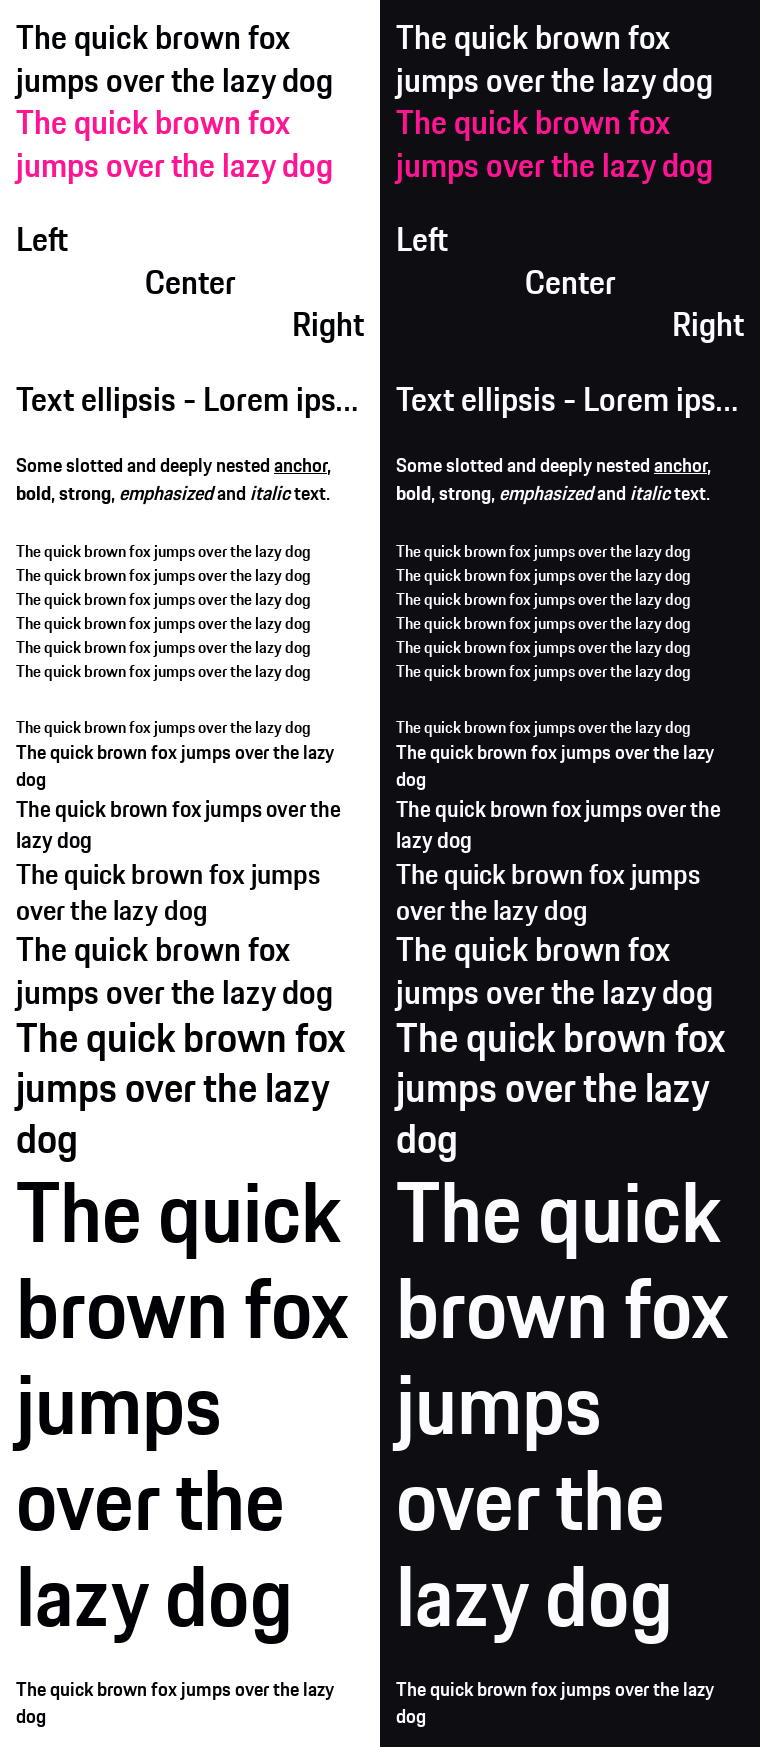 The quick brown fox
jumps over the lazy dog
The quick brown fox
jumps over the lazy dog
Left
Center
Right
Text ellipsis - Lorem ips...
Some slotted and deeply nested anchor,
bold, strong, emphasized and italic text.
The quick brown fox jumps over the lazy dog
The quick brown fox jumps over the lazy dog
The quick brown fox jumps over the lazy dog
The quick brown fox jumps over the lazy dog
The quick brown fox jumps over the lazy dog
The quick brown fox jumps over the lazy dog
The quick brown fox jumps over the lazy dog
The quick brown fox jumps over the lazy
dog
The quick brown fox jumps over the
lazy dog
The quick brown fox jumps
over the lazy dog
The quick brown fox
jumps over the lazy dog
The quick brown fox
jumps over the lazy
dog
The quick
brown fox
jumps
over the
lazy dog
The quick brown fox jumps over the lazy
dog
The quick brown fox
jumps over the lazy dog
The quick brown fox
jumps over the lazy dog
Left
Center
Right
Text ellipsis - Lorem ips...
Some slotted and deeply nested anchor,
bold, strong, emphasized and italic text.
The quick brown fox jumps over the lazy dog
The quick brown fox jumps over the lazy dog
The quick brown fox jumps over the lazy dog
The quick brown fox jumps over the lazy dog
The quick brown fox jumps over the lazy dog
The quick brown fox jumps over the lazy dog
The quick brown fox jumps over the lazy dog
The quick brown fox jumps over the lazy
dog
The quick brown fox jumps over the
lazy dog
The quick brown fox jumps
over the lazy dog
The quick brown fox
jumps over the lazy dog
The quick brown fox
jumps over the lazy
dog
The quick
brown fox
jumps
over the
lazy dog
The quick brown fox jumps over the lazy
dog